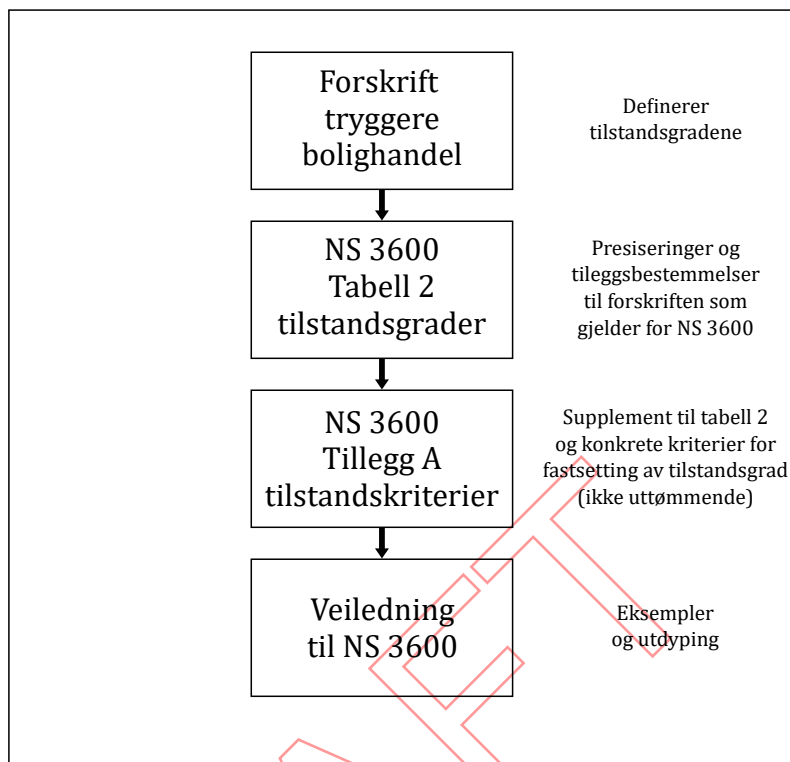 Forskrift
tryggere
bolighandel
Definerer
tilstandsgradene
NS 3600
Tabell 2
tilstandsgrader
Presiseringer og
tileggsbestemmelser
til forskriften som
gjelder for NS 3600
NS 3600
Tillegg A
tilstandskriterier
Supplement til tabell 2
og konkrete kriterier for
fastsetting av tilstandsgrad
(ikke uttømmende)
Veiledning
til NS 3600
Eksempler
og utdyping